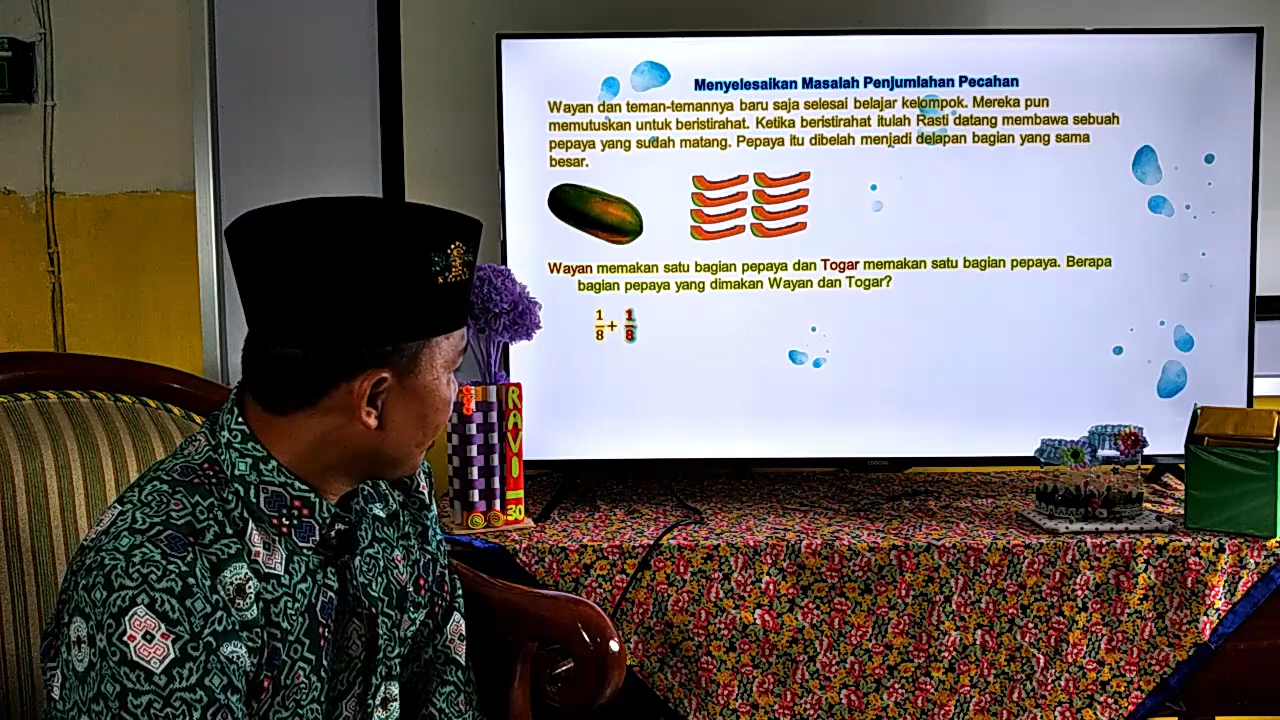 Menyelesaikan Masalah Penjumlahan Pecahan
Wayan dan teman-temannya baru saja selesai belajar kelompok. Mereka pun
memutuskan untuk beristirahat. Ketika beristirahat itulah Rasti datang membawa sebuah
pepaya yang sudah matang. Pepaya itu dibelah menjadi delapan bagian yang sama
besar.
Wayan memakan satu bagian pepaya dan Togar memakan satu bagian pepaya. Berapa
bagian pepaya yang dimakan Wayan dan Togar?
1/8 + 1/8
RAVI
30